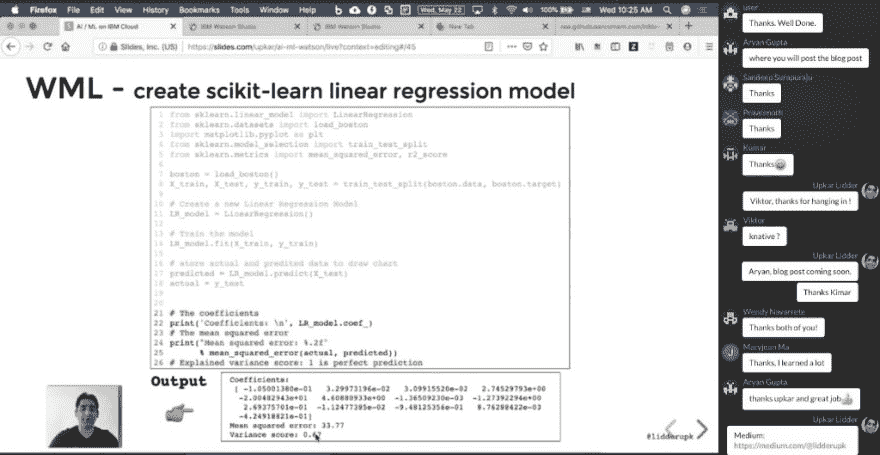 Firefox File Edit View History Bookmarks Tools Window Help
Wed, May 22
100%
Wed 10:25 AM
AI / ML on IBM Cloud
IBM Watson Studio
IBM Watson Studio
New Tab
Slides, Inc. (US)
https://slides.com/upkar/ai-ml-watson/live?context=editing#/45
WML - create scikit-learn linear regression model
1 from sklearn.linear_model import LinearRegression
2 from sklearn.datasets import load_boston
3 import matplotlib.pyplot as plt
4 from sklearn.model_selection import train_test_split
5 from sklearn.metrics import mean_squared_error, r2_score
6
7 boston = load_boston()
8 X_train, X_test, y_train, y_test = train_test_split(boston.data, boston.target)
9
10 # Create a new Linear Regression Model
11 LR_model = LinearRegression()
12
13 # Train the model
14 LR_model.fit(X_train, y_train)
15
16 # store actual and predited data to draw chart
17 predicted = LR_model.predict(X_test)
18 actual = y_test
19
20
21 # The coefficients
22 print('Coefficients: \n', LR_model.coef_)
23 # The mean squared error
24 print("Mean squared error: %.2f"
25 % mean_squared_error(actual, predicted))
26 # Explained variance score: 1 is perfect prediction
Output
Coefficients:
[ -1.05001380e-01 3.29973196e-02 3.09915520e-02 2.74529793e+00
-2.00482943e+01 4.60880933e+00 -1.36509230e-03 -1.27392294e+00
2.69375701e-01 -1.12477385e-02 -9.48125356e-01 8.76288422e-03
-4.24918821e-01]
Mean squared error: 33.77
Variance score: 0.67
@lidderupk
user
Thanks. Well Done.
Aryan Gupta
where you will post the blog post
Thanks
Thanks
Kumar
Thanks😀
Upkar Lidder
Viktor, thanks for hanging in !
Viktor
knative ?
Upkar Lidder
Aryan, blog post coming soon.
Thanks Kimar
Wendy Navarrete
Thanks both of you!
Maryjnon Ma
Thanks, I learned a lot
Aryan Gupta
thanks upkar and great job👍
Upkar Lidder
Medium:
https://medium.com/@lidderupk